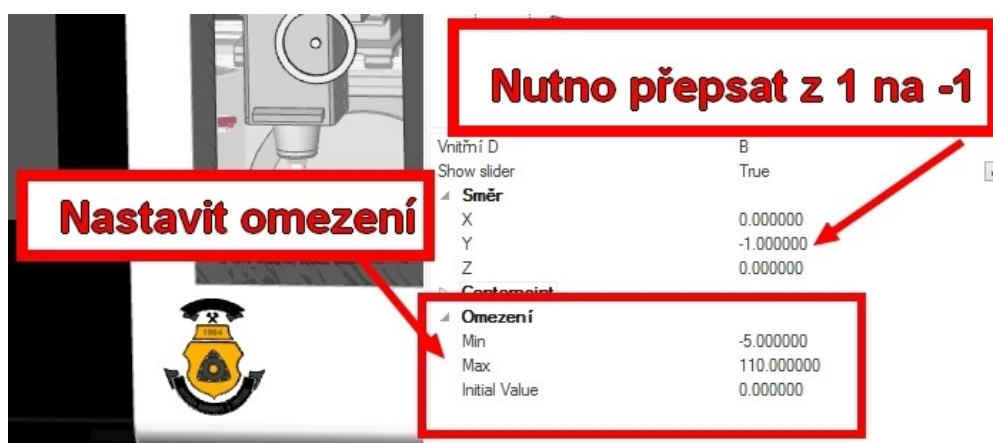 Nutno přepsat z 1 na -1
Vnitřní D B
Show slider True
Směr
X 0.000000
Y -1.000000
Z 0.000000
Nastavit omezení
Centerpoint
Omezení
Min -5.000000
Max 110.000000
Initial Value 0.000000
1964